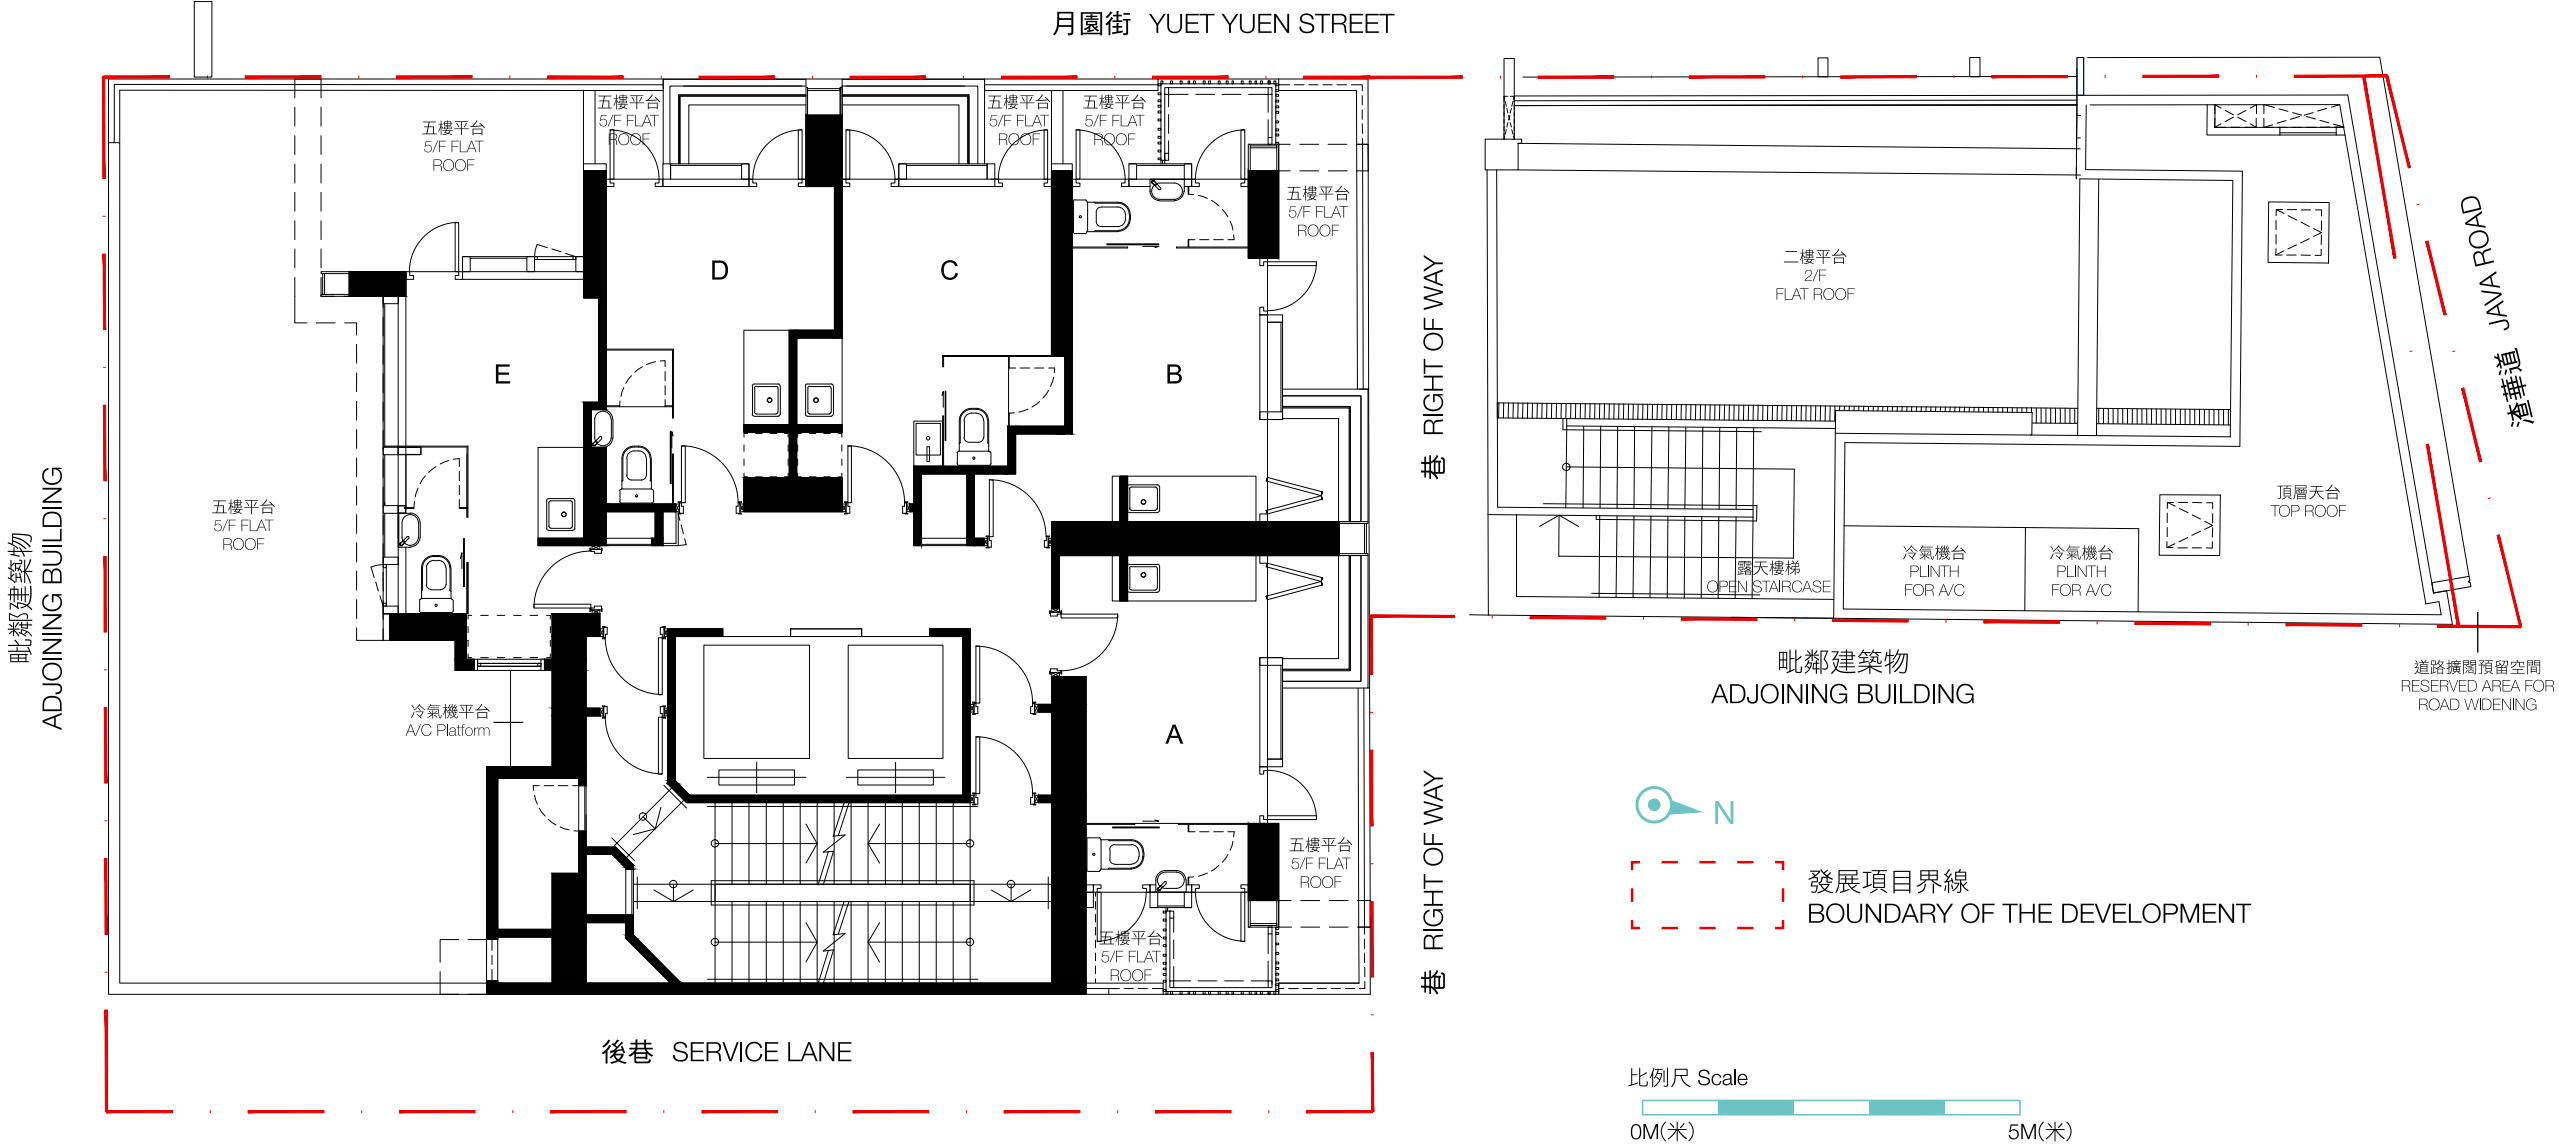 月園街 YUET YUEN STREET
五樓平台
5/F FLAT
ROOF
五樓平台
5/F FLAT
ROOF
五樓平台
5/F FLAT
ROOF
五樓平台
5/F FLAT
ROOF
五樓平台
5/F FLAT
ROOF
D
C
B
E
A
五樓平台
5/F FLAT
ROOF
冷氣機平台
A/C Platform
五樓平台
5/F FLAT
ROOF
五樓平台
5/F FLAT
ROOF
毗鄰建築物
ADJOINING BUILDING
後巷 SERVICE LANE
巷 RIGHT OF WAY
巷 RIGHT OF WAY
二樓平台
2/F
FLAT ROOF
渣華道 JAVA ROAD
頂層天台
TOP ROOF
冷氣機台
PLINTH
FOR A/C
冷氣機台
PLINTH
FOR A/C
露天樓梯
OPEN STAIRCASE
毗鄰建築物
ADJOINING BUILDING
道路擴闊預留空間
RESERVED AREA FOR
ROAD WIDENING
N
發展項目界線
BOUNDARY OF THE DEVELOPMENT
比例尺 Scale
0M(米) 5M(米)